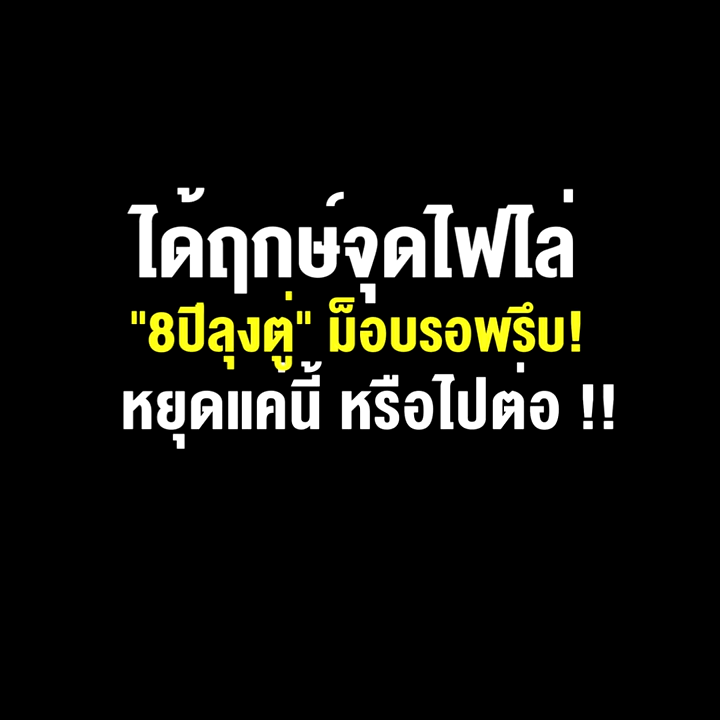 ได้ฤกษ์จุดไฟไล่
"8ปีลุงตู่" ม็อบรอพรึบ!
หยุดแค่นี้ หรือไปต่อ !!